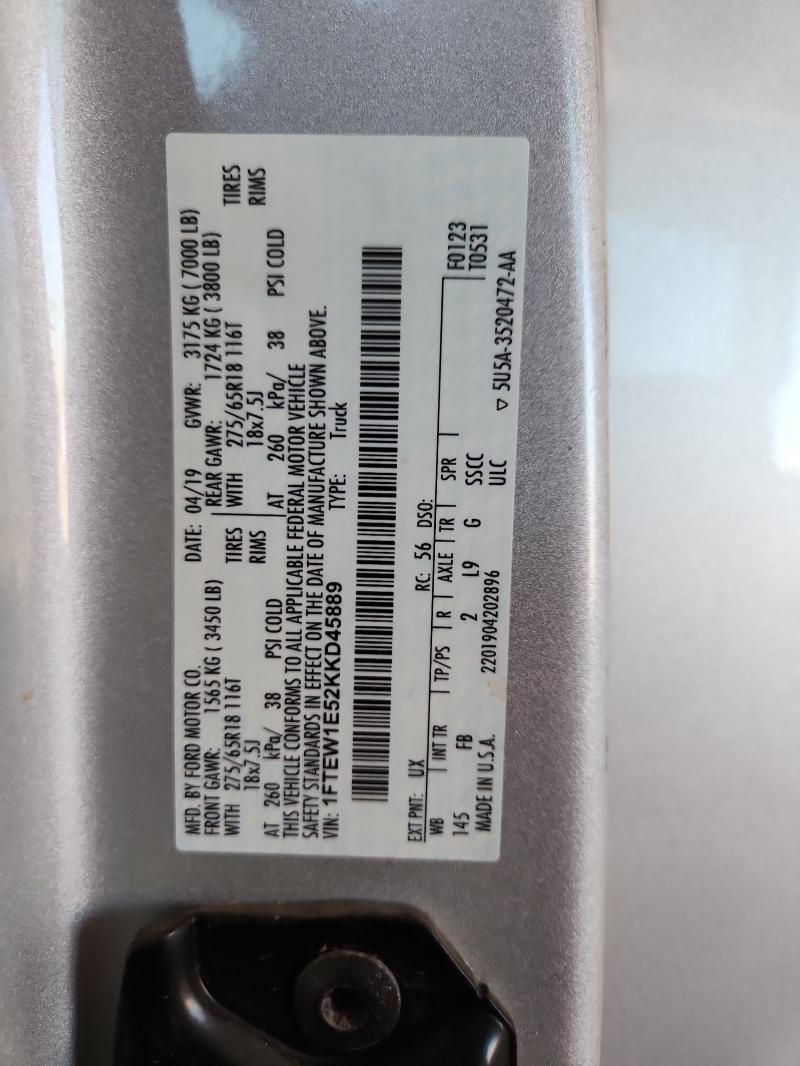 MFD. BY FORD MOTOR CO.
DATE: 04/19 GVWR: 3175 KG ( 7000 LB)
FRONT GAWR: 1565 KG ( 3450 LB)
REAR GAWR: 1724 KG ( 3800 LB)
WITH 275/65R18 116T TIRES
WITH 275/65R18 116T TIRES
18x7.5J RIMS
18x7.5J RIMS
AT 260 kPa/ 38 PSI COLD
AT 260 kPa/ 38 PSI COLD
THIS VEHICLE CONFORMS TO ALL APPLICABLE FEDERAL MOTOR VEHICLE
SAFETY STANDARDS IN EFFECT ON THE DATE OF MANUFACTURE SHOWN ABOVE.
VIN: 1FTEW1E52KKD45889 TYPE: Truck
EXT PNT: UX RC: 56 DSO:
WB INT TR TP/PS R AXLE TR SPR F0123
145 FB 2 L9 G SSCC T0531
MADE IN U.S.A. 2201904202896 ULC ▽ 5U5A-3520472-AA